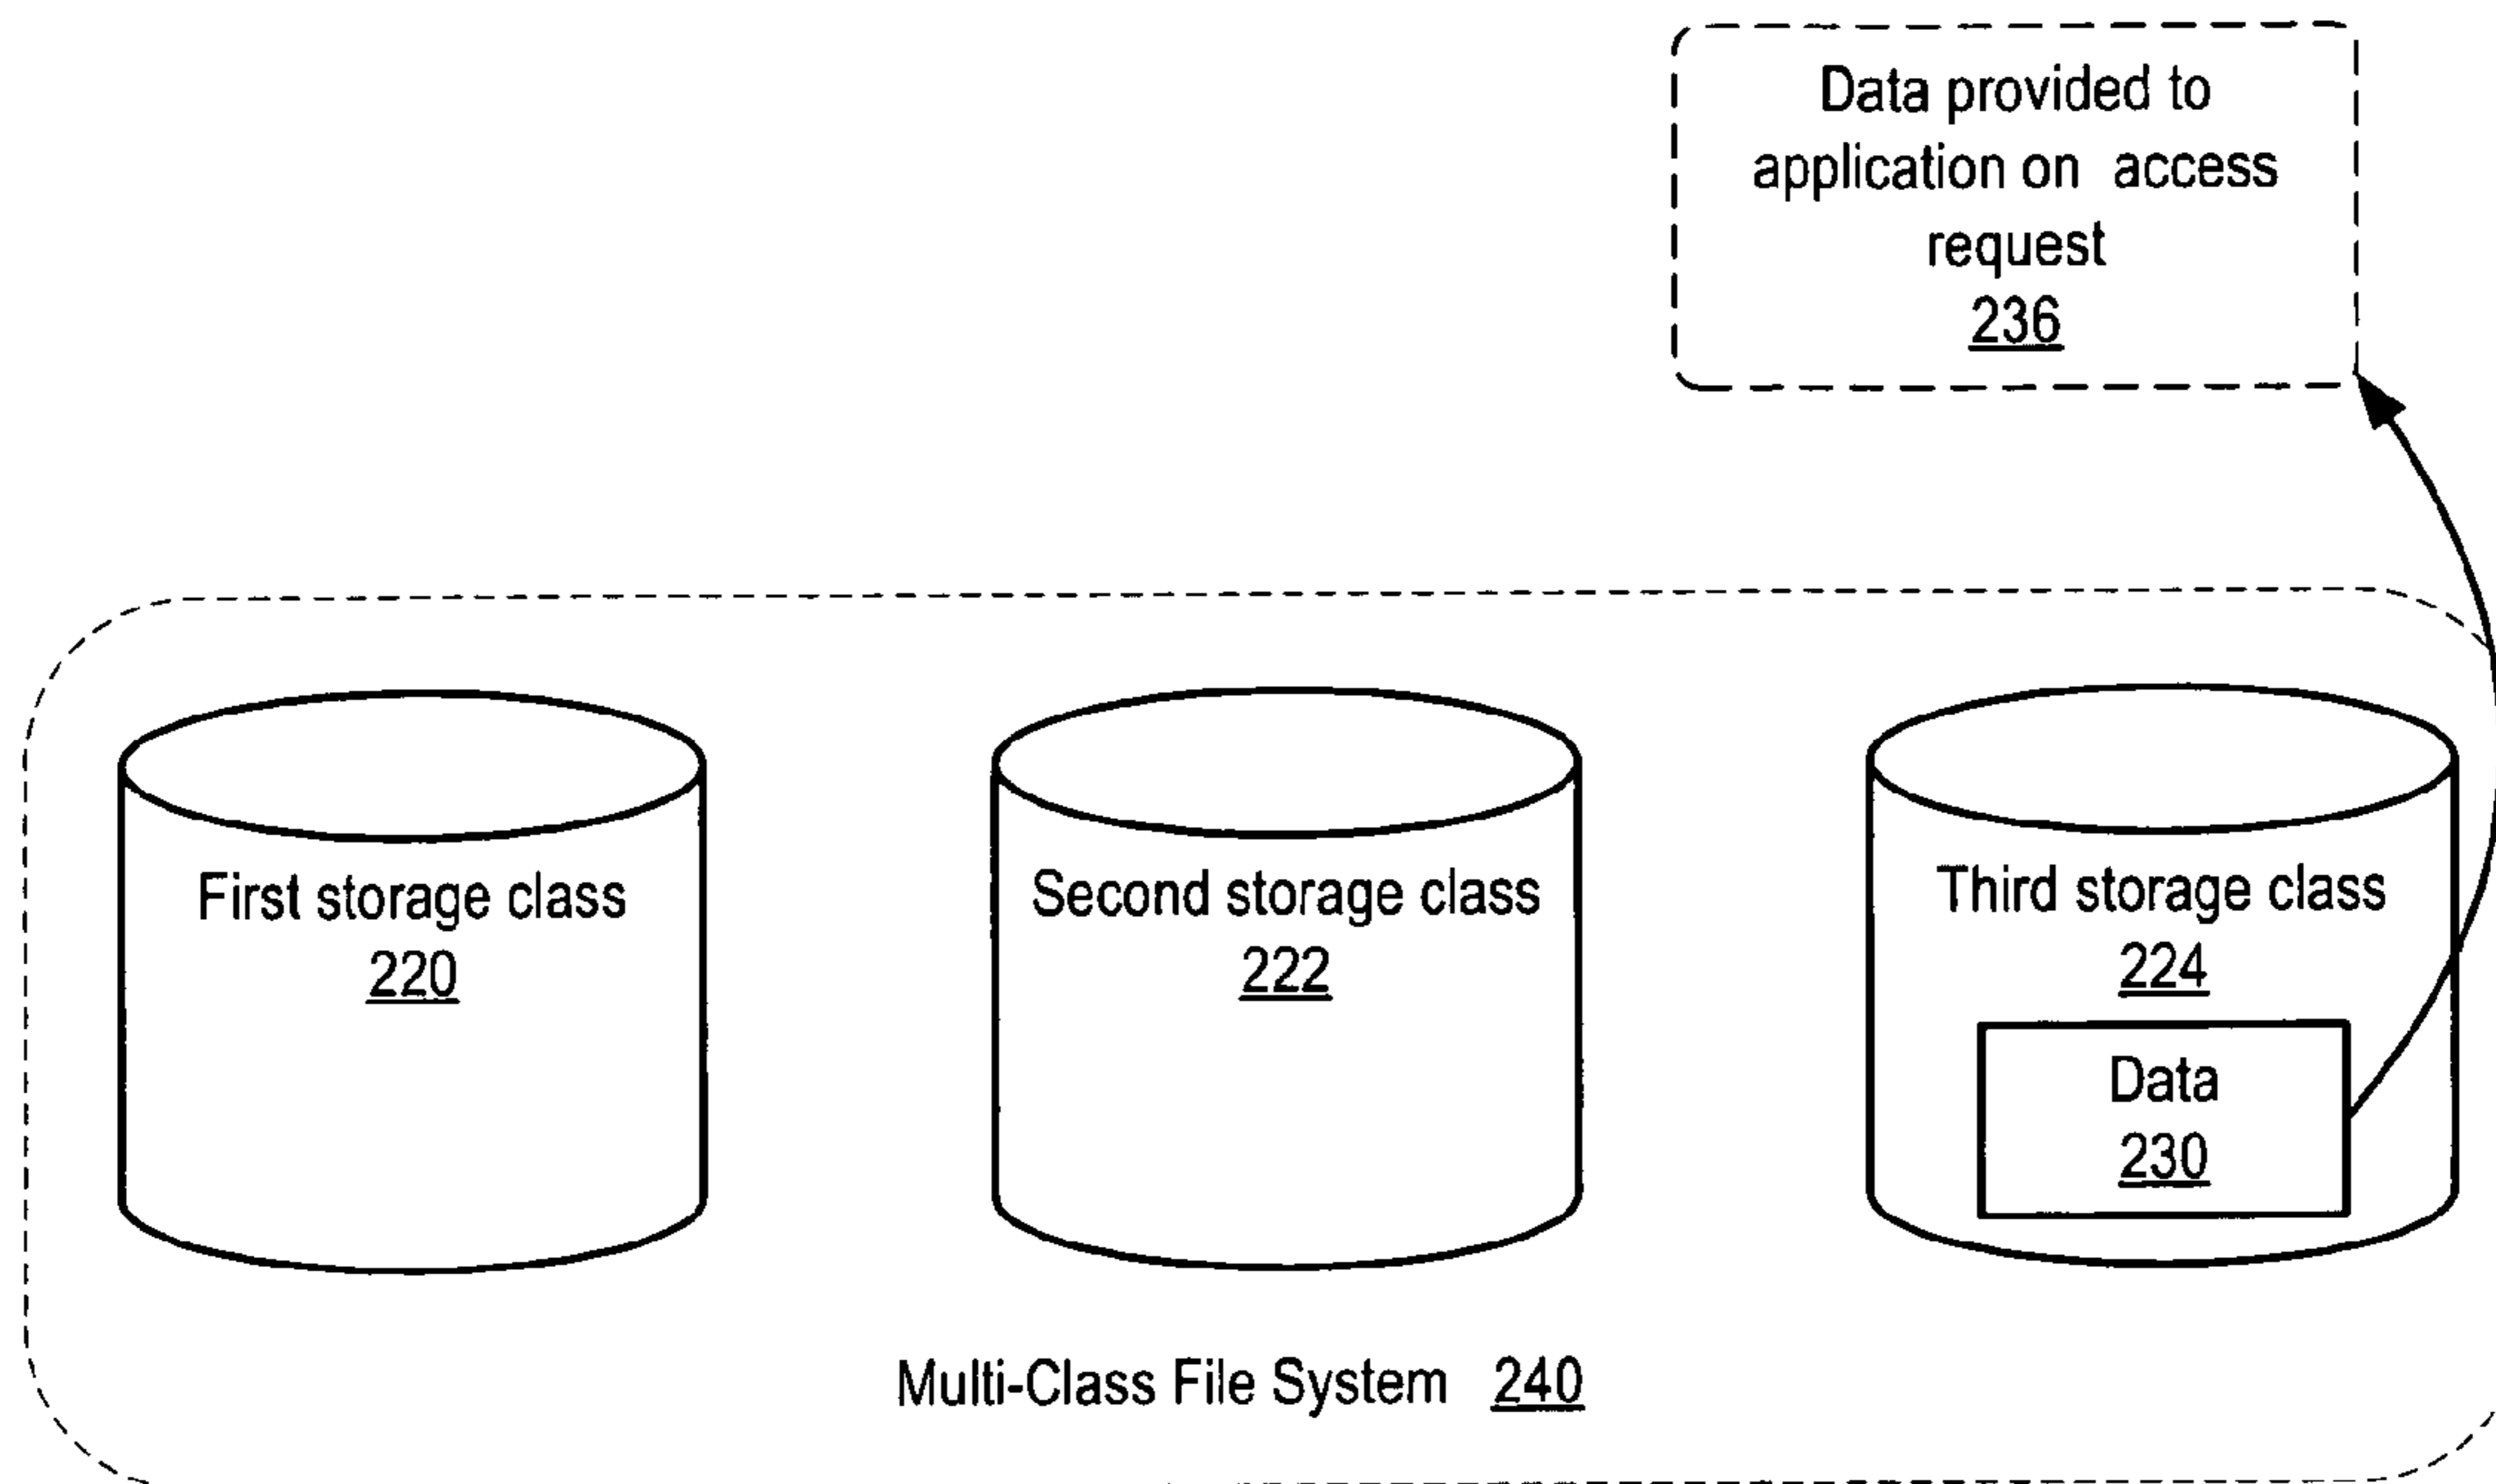 Data provided to
application on access
request
236
First storage class
220
Second storage class
222
Third storage class
224
Data
230
Multi-Class File System 240